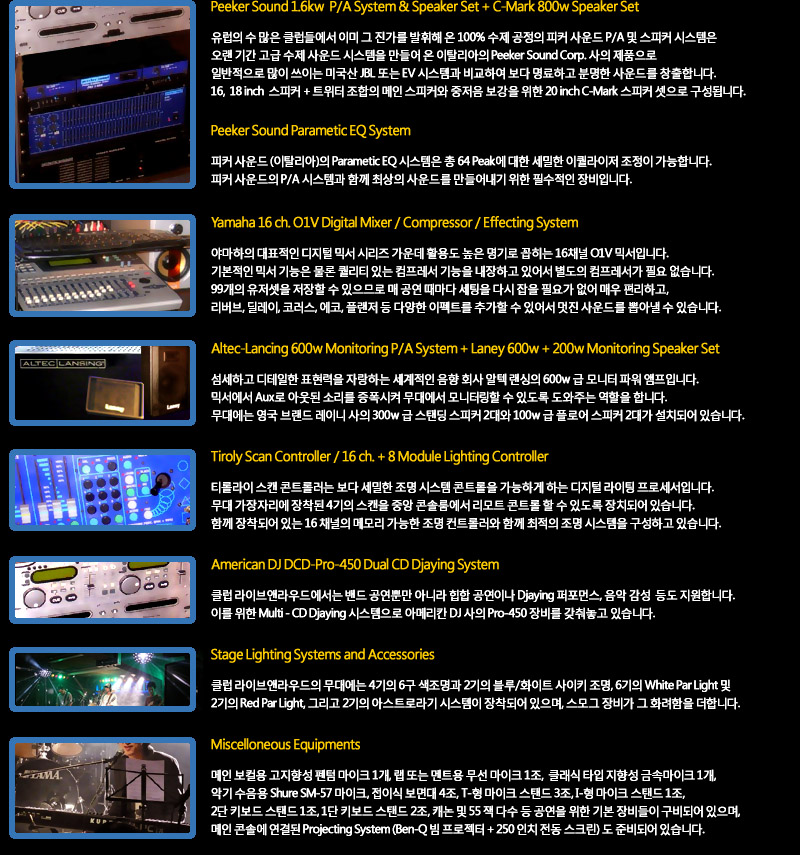 Peeker Sound 1.6kw P/A System & Speaker Set + C-Mark 800w Speaker Set
유럽의 수 많은 클럽들에서 이미 그 진가를 발휘해 온 100% 수제 공정의 피커 사운드 P/A 및 스피커 시스템은
오랜 기간 고급 수제 사운드 시스템을 만들어 온 이탈리아의 Peeker Sound Corp. 사의 제품으로
일반적으로 많이 쓰이는 미국산 JBL 또는 EV 시스템과 비교하여 보다 명료하고 분명한 사운드를 창출합니다.
16, 18 inch 스피커 + 트위터 조합의 메인 스피커와 중저음 보강을 위한 20 inch C-Mark 스피커 셋으로 구성됩니다.
Peeker Sound Parametic EQ System
피커 사운드 (이탈리아)의 Parametic EQ 시스템은 총 64 Peak에 대한 세밀한 이퀄라이저 조정이 가능합니다.
피커 사운드의 P/A 시스템과 함께 최상의 사운드를 만들어내기 위한 필수적인 장비입니다.
Yamaha 16 ch. O1V Digital Mixer / Compressor / Effecting System
야마하의 대표적인 디지털 믹서 시리즈 가운데 활용도 높은 명기로 꼽히는 16채널 O1V 믹서입니다.
기본적인 믹서 기능은 물론 퀄리티 있는 컴프레서 기능을 내장하고 있어서 별도의 컴프레서가 필요 없습니다.
99개의 유저셋을 저장할 수 있으므로 매 공연 때마다 세팅을 다시 잡을 필요가 없어 매우 편리하고,
리버브, 딜레이, 코러스, 에코, 플랜저 등 다양한 이펙트를 추가할 수 있어서 멋진 사운드를 뽑아낼 수 있습니다.
Altec-Lancing 600w Monitoring P/A System + Laney 600w + 200w Monitoring Speaker Set
ALTEC LANSING
Laney
Laney
섬세하고 디테일한 표현력을 자랑하는 세계적인 음향 회사 알텍 랜싱의 600w 급 모니터 파워 앰프입니다.
믹서에서 Aux로 아웃된 소리를 증폭시켜 무대에서 모니터링할 수 있도록 도와주는 역할을 합니다.
무대에는 영국 브랜드 레이니 사의 300w 급 스탠딩 스피커 2대와 100w 급 플로어 스피커 2대가 설치되어 있습니다.
Tiroly Scan Controller / 16 ch. + 8 Module Lighting Controller
티롤라이 스캔 콘트롤러는 보다 세밀한 조명 시스템 콘트롤을 가능하게 하는 디지털 라이팅 프로세서입니다.
무대 가장자리에 장착된 4기의 스캔을 중앙 콘솔룸에서 리모트 콘트롤 할 수 있도록 장치되어 있습니다.
함께 장착되어 있는 16 채널의 메모리 가능한 조명 컨트롤러와 함께 최적의 조명 시스템을 구성하고 있습니다.
American DJ DCD-Pro-450 Dual CD Djaying System
클럽 라이브앤라우드에서는 밴드 공연뿐만 아니라 힙합 공연이나 Djaying 퍼포먼스, 음악 감성 등도 지원합니다.
이를 위한 Multi - CD Djaying 시스템으로 아메리칸 DJ 사의 Pro-450 장비를 갖춰놓고 있습니다.
Stage Lighting Systems and Accessories
클럽 라이브앤라우드의 무대에는 4기의 6구 색조명과 2기의 블루/화이트 사이키 조명, 6기의 White Par Light 및
2기의 Red Par Light, 그리고 2기의 아스트로라기 시스템이 장착되어 있으며, 스모그 장비가 그 화려함을 더합니다.
Miscelloneous Equipments
TAMA
KURZ
메인 보컬용 고지향성 팬텀 마이크 1개, 랩 또는 멘트용 무선 마이크 1조, 클래식 타입 지향성 금속마이크 1개,
악기 수음용 Shure SM-57 마이크, 접이식 보면대 4조, T-형 마이크 스탠드 3조, I-형 마이크 스탠드 1조,
2단 키보드 스탠드 1조, 1단 키보드 스탠드 2조, 캐논 및 55 잭 다수 등 공연을 위한 기본 장비들이 구비되어 있으며,
메인 콘솔에 연결된 Projecting System (Ben-Q 빔 프로젝터 + 250 인치 전동 스크린) 도 준비되어 있습니다.